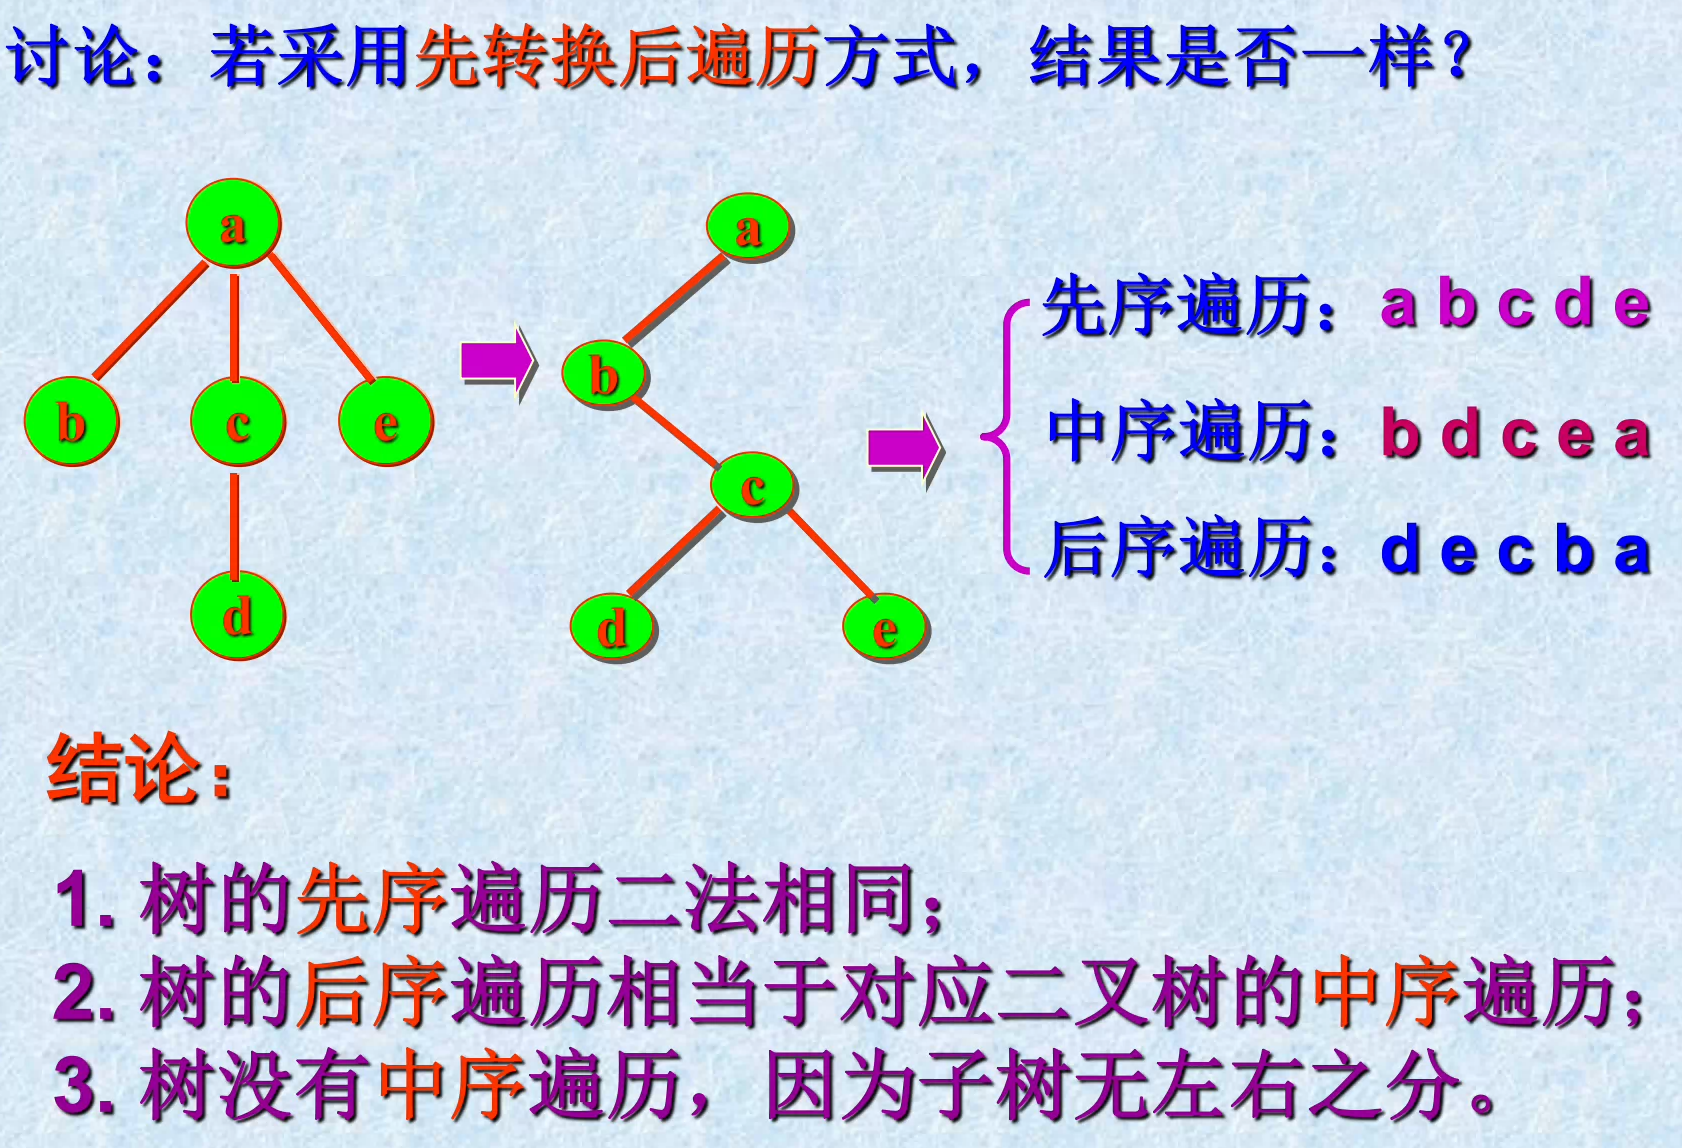 讨论：若采用先转换后遍历方式，结果是否一样？
a
b c e
d
a
b
c
d e
先序遍历：a b c d e
中序遍历：b d c e a
后序遍历：d e c b a
结论：
1. 树的先序遍历二法相同；
2. 树的后序遍历相当于对应二叉树的中序遍历；
3. 树没有中序遍历，因为子树无左右之分。